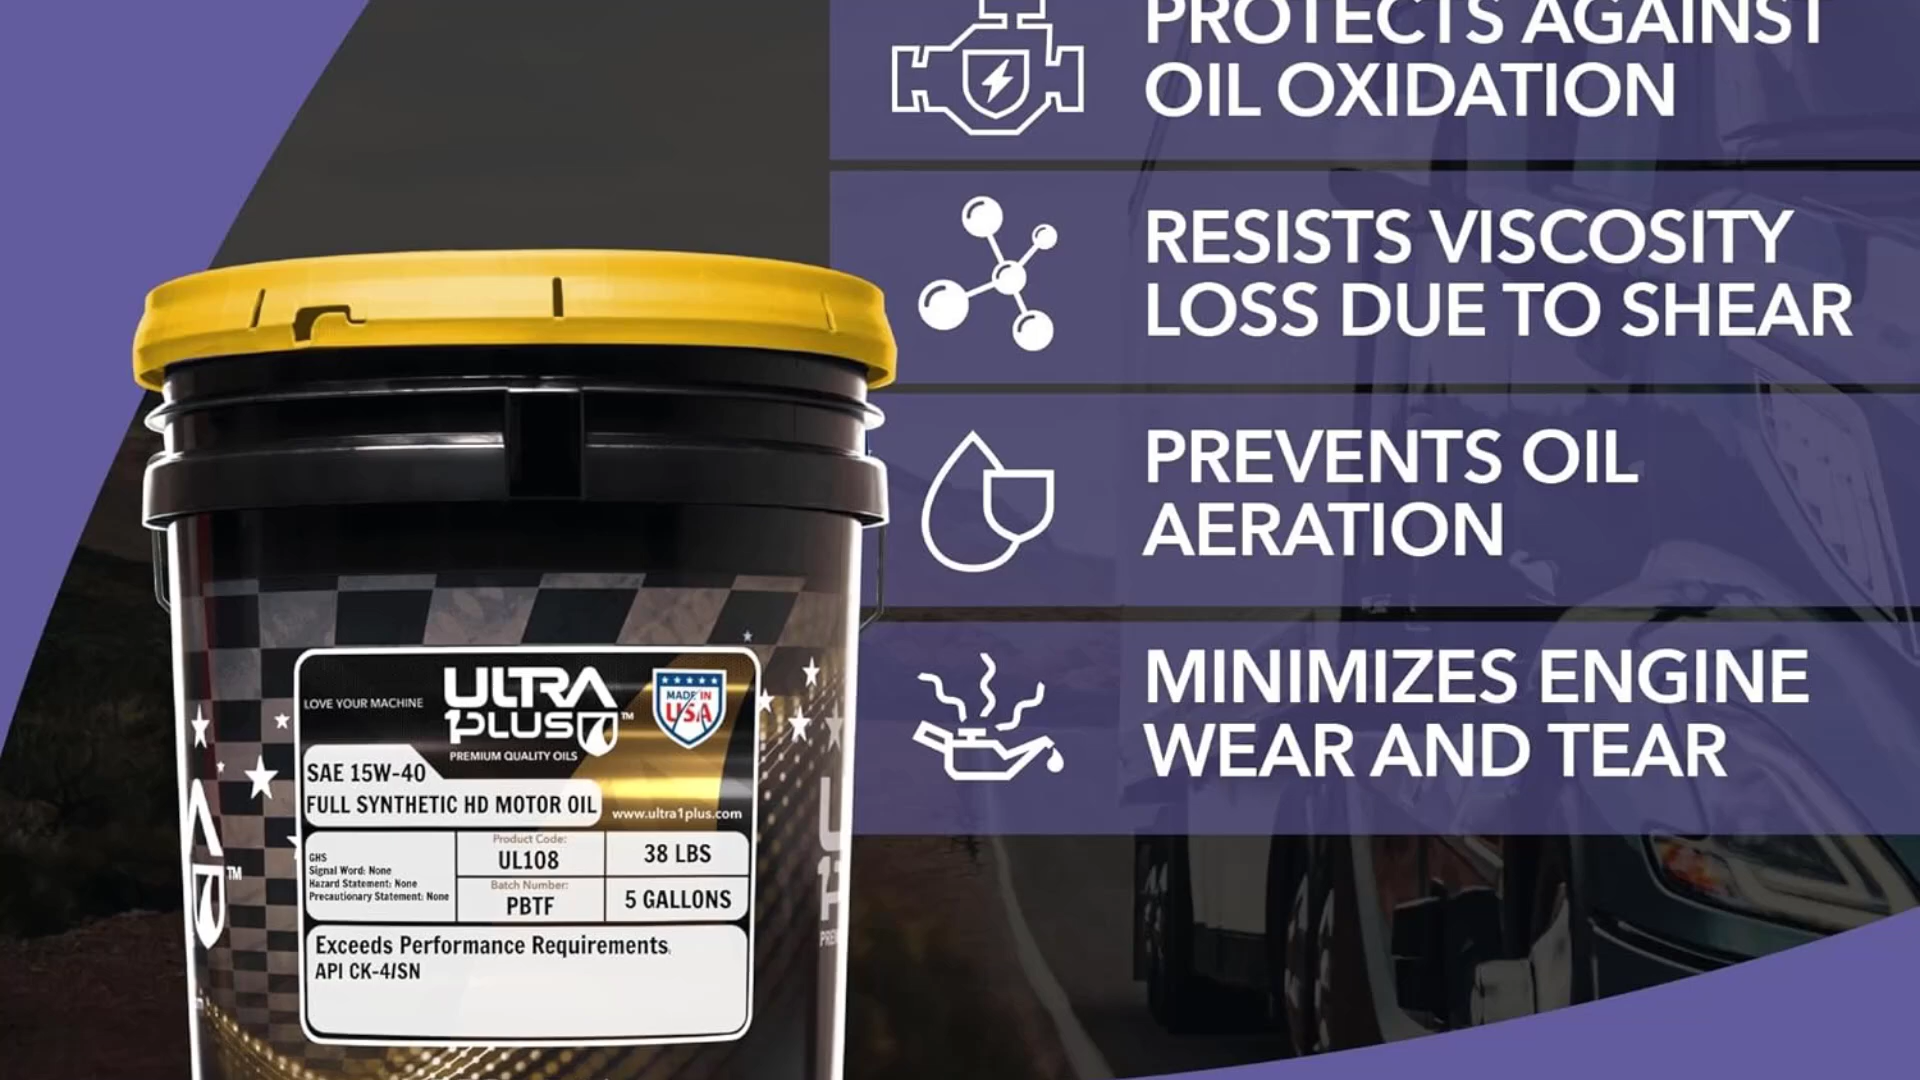 PROTECTS AGAINST
OIL OXIDATION
RESISTS VISCOSITY
LOSS DUE TO SHEAR
PREVENTS OIL
AERATION
MINIMIZES ENGINE
WEAR AND TEAR
LOVE YOUR MACHINE
ULTRA
1PLUS™
PREMIUM QUALITY OILS
MADE IN
USA
SAE 15W-40
FULL SYNTHETIC HD MOTOR OIL
www.ultra1plus.com
GHS
Signal Word: None
Hazard Statement: None
Precautionary Statement: None
Product Code:
UL108
38 LBS
Batch Number:
PBTF
5 GALLONS
Exceeds Performance Requirements.
API CK-4/SN
TM